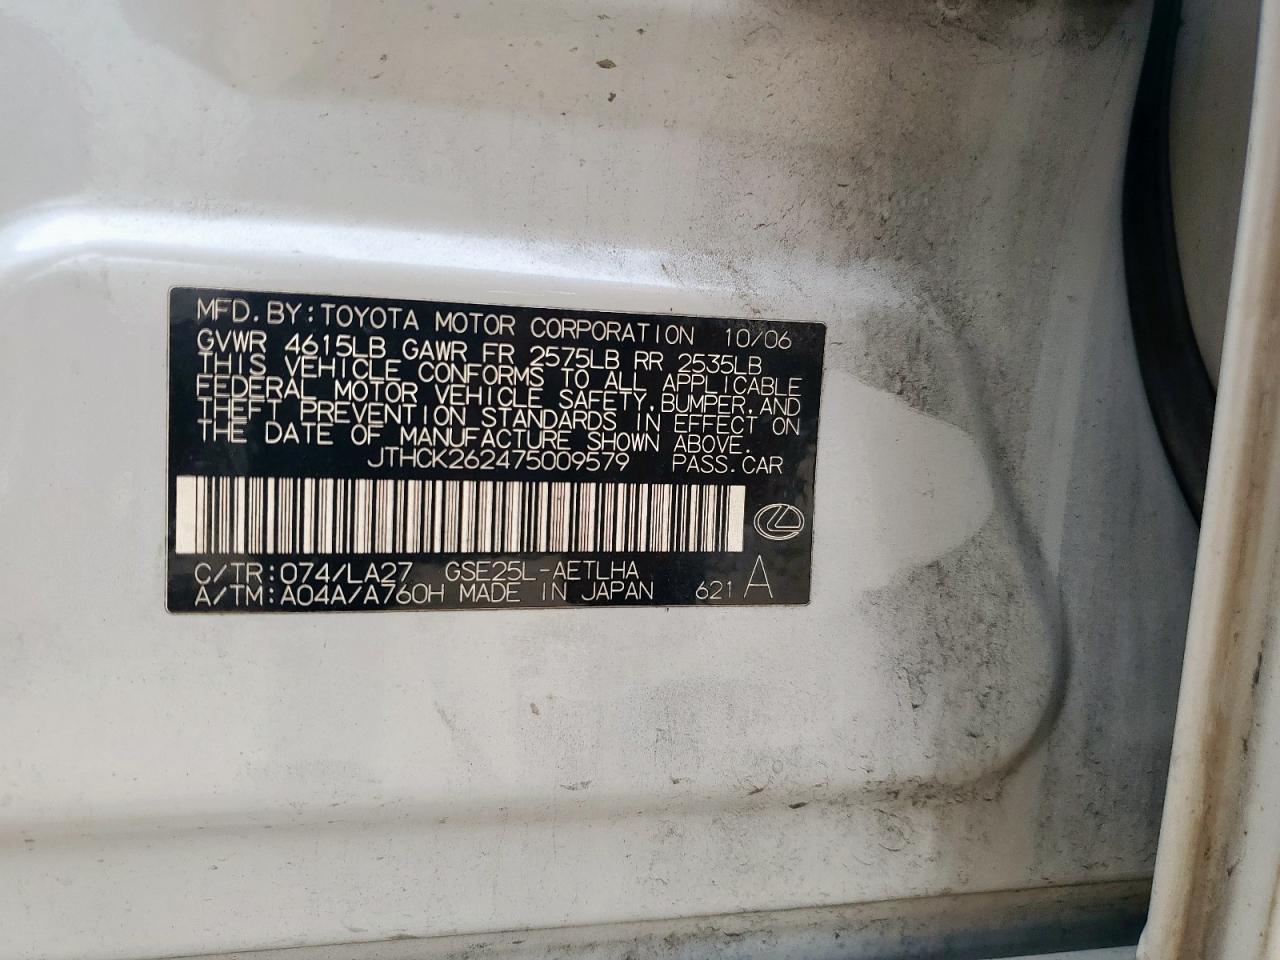 MFD. BY: TOYOTA MOTOR CORPORATION 10/06
GVWR 4615LB GAWR FR 2575LB RR 2535LB
THIS VEHICLE CONFORMS TO ALL APPLICABLE
FEDERAL MOTOR VEHICLE SAFETY, BUMPER, AND
THEFT PREVENTION STANDARDS IN EFFECT ON
THE DATE OF MANUFACTURE SHOWN ABOVE.
JTHCK262475009579 PASS. CAR
C/TR: 074/LA27 GSE25L-AETLHA
A/TM: A04A/A760H MADE IN JAPAN 621 A